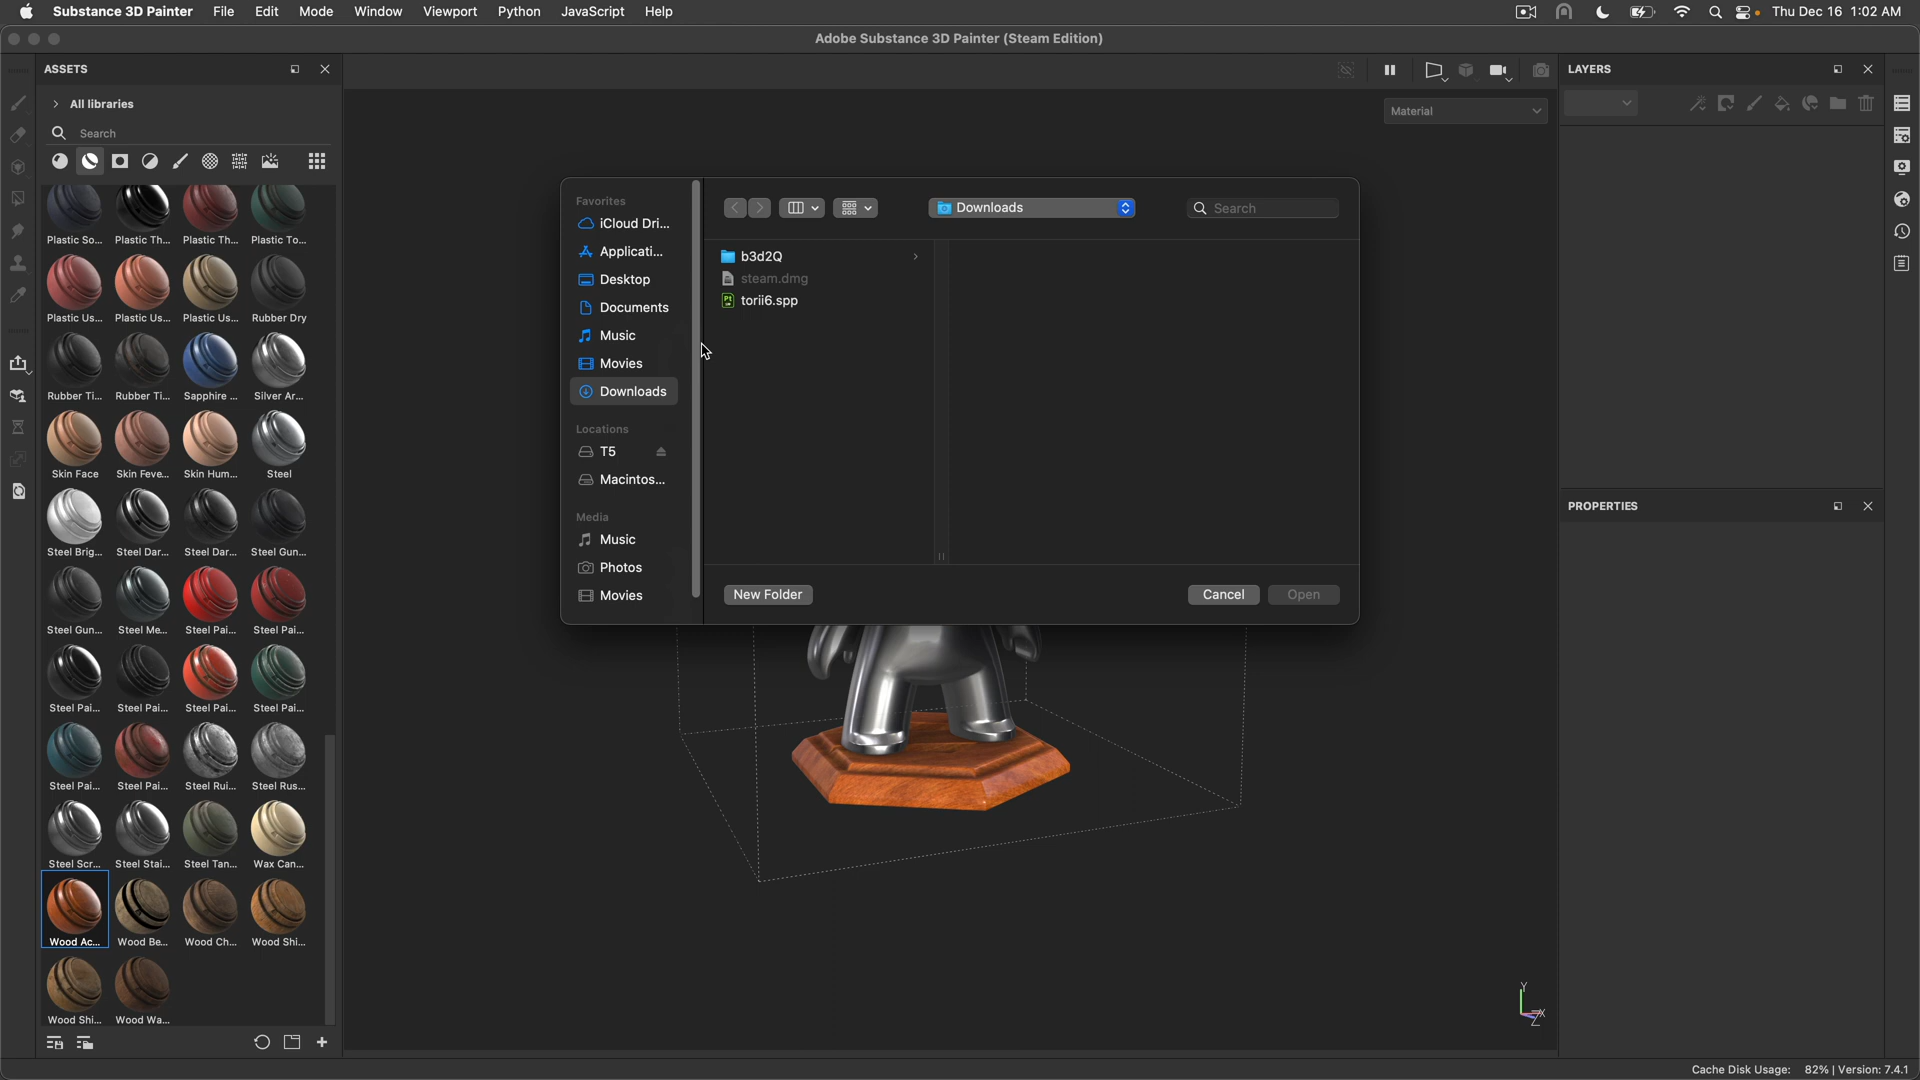 Substance 3D Painter File Edit Mode Window Viewport Python JavaScript Help Thu Dec 16 1:02 AM
Adobe Substance 3D Painter (Steam Edition)
ASSETS
All libraries
Search
Plastic So... Plastic Th... Plastic Th... Plastic To...
Plastic Us... Plastic Us... Plastic Us... Rubber Dry
Rubber Ti... Rubber Ti... Sapphire ... Silver Ar...
Skin Face Skin Feve... Skin Hum... Steel
Steel Brig... Steel Dar... Steel Dar... Steel Gun...
Steel Gun... Steel Me... Steel Pai... Steel Pai...
Steel Pai... Steel Pai... Steel Pai... Steel Pai...
Steel Pai... Steel Pai... Steel Rui... Steel Rus...
Steel Scr... Steel Stai... Steel Tan... Wax Can...
Wood Ac... Wood Be... Wood Ch... Wood Shi...
Wood Shi... Wood Wa...
Material
Favorites
iCloud Dri...
Applicati...
Desktop
Documents
Music
Movies
Downloads
Locations
T5
Macintos...
Media
Music
Photos
Movies
Downloads
Search
b3d2Q
steam.dmg
torii6.spp
New Folder
Cancel
Open
Y
X
Z
LAYERS
PROPERTIES
Cache Disk Usage: 82% | Version: 7.4.1